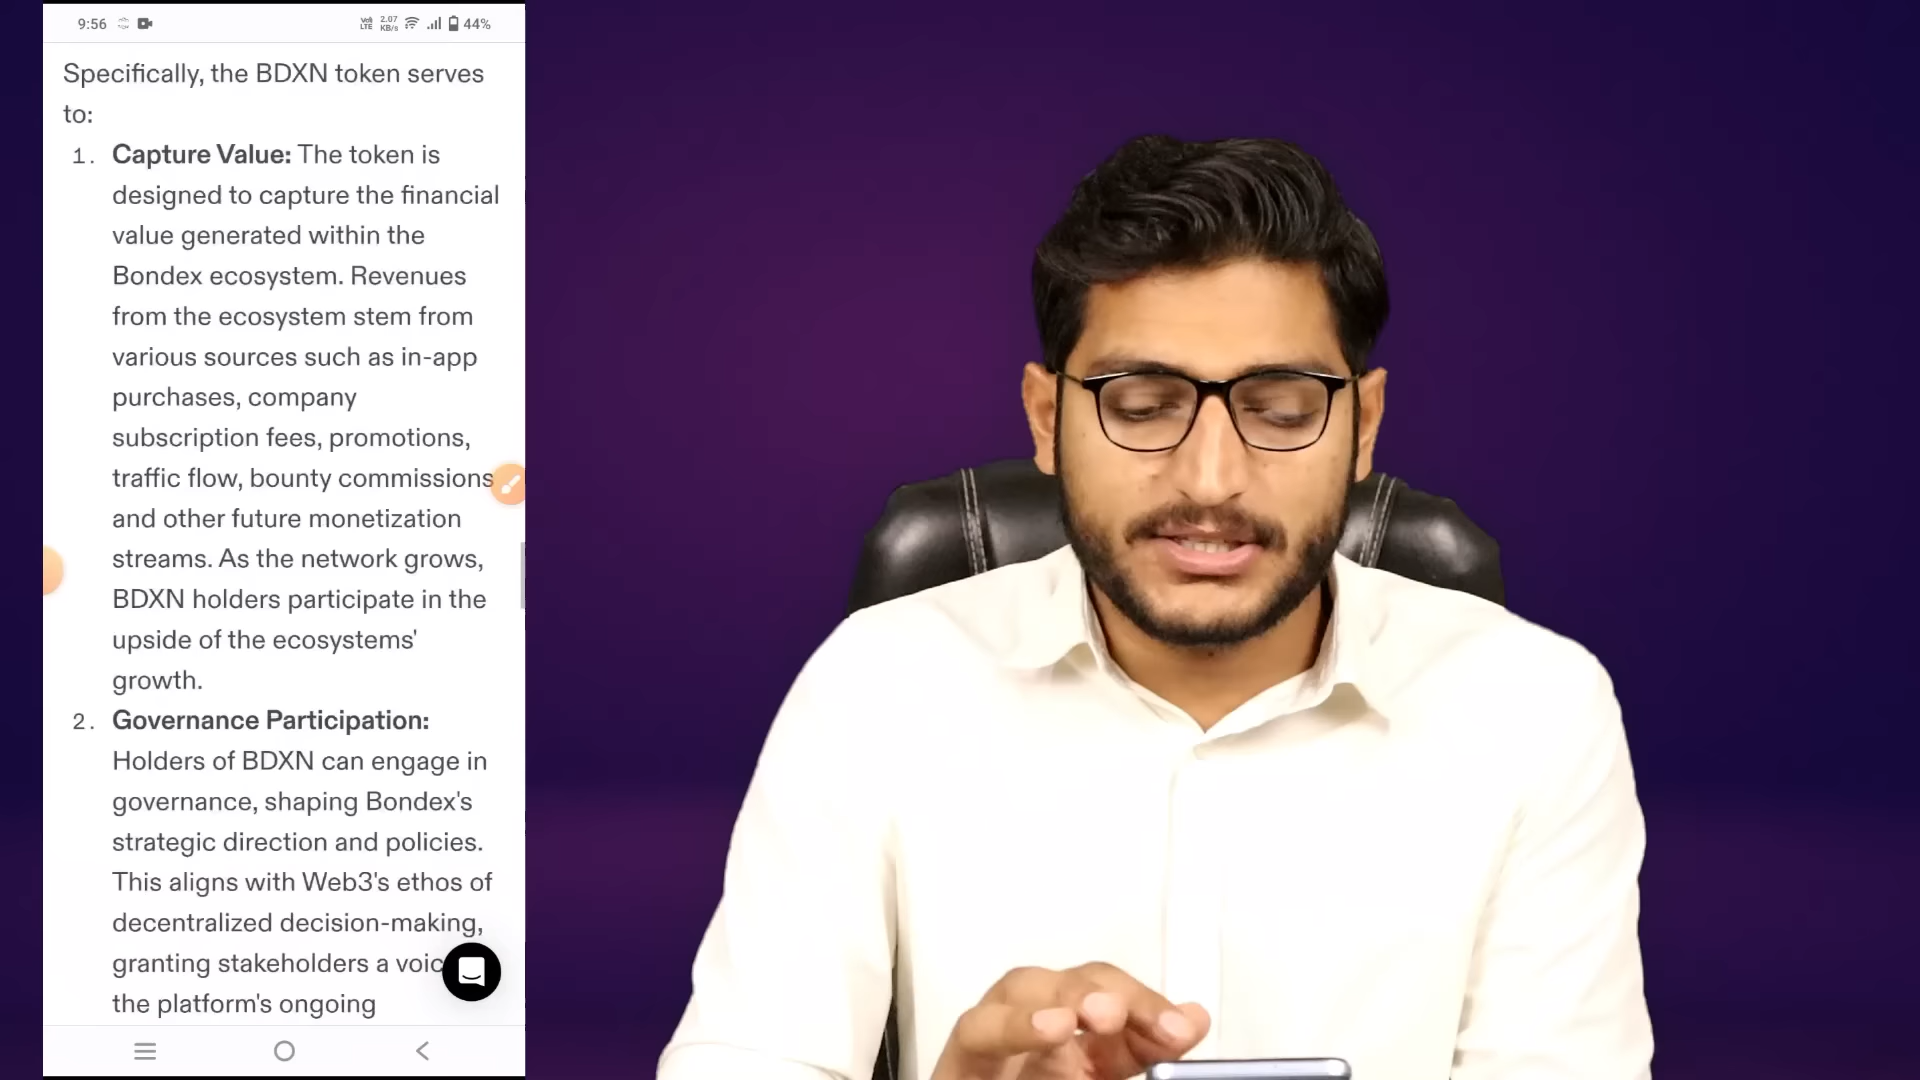 9:56
Vo)) LTE 2.07 KB/s 44%
Specifically, the BDXN token serves
to:
1. Capture Value: The token is
designed to capture the financial
value generated within the
Bondex ecosystem. Revenues
from the ecosystem stem from
various sources such as in-app
purchases, company
subscription fees, promotions,
traffic flow, bounty commissions
and other future monetization
streams. As the network grows,
BDXN holders participate in the
upside of the ecosystems'
growth.
2. Governance Participation:
Holders of BDXN can engage in
governance, shaping Bondex's
strategic direction and policies.
This aligns with Web3's ethos of
decentralized decision-making,
granting stakeholders a voic
the platform's ongoing